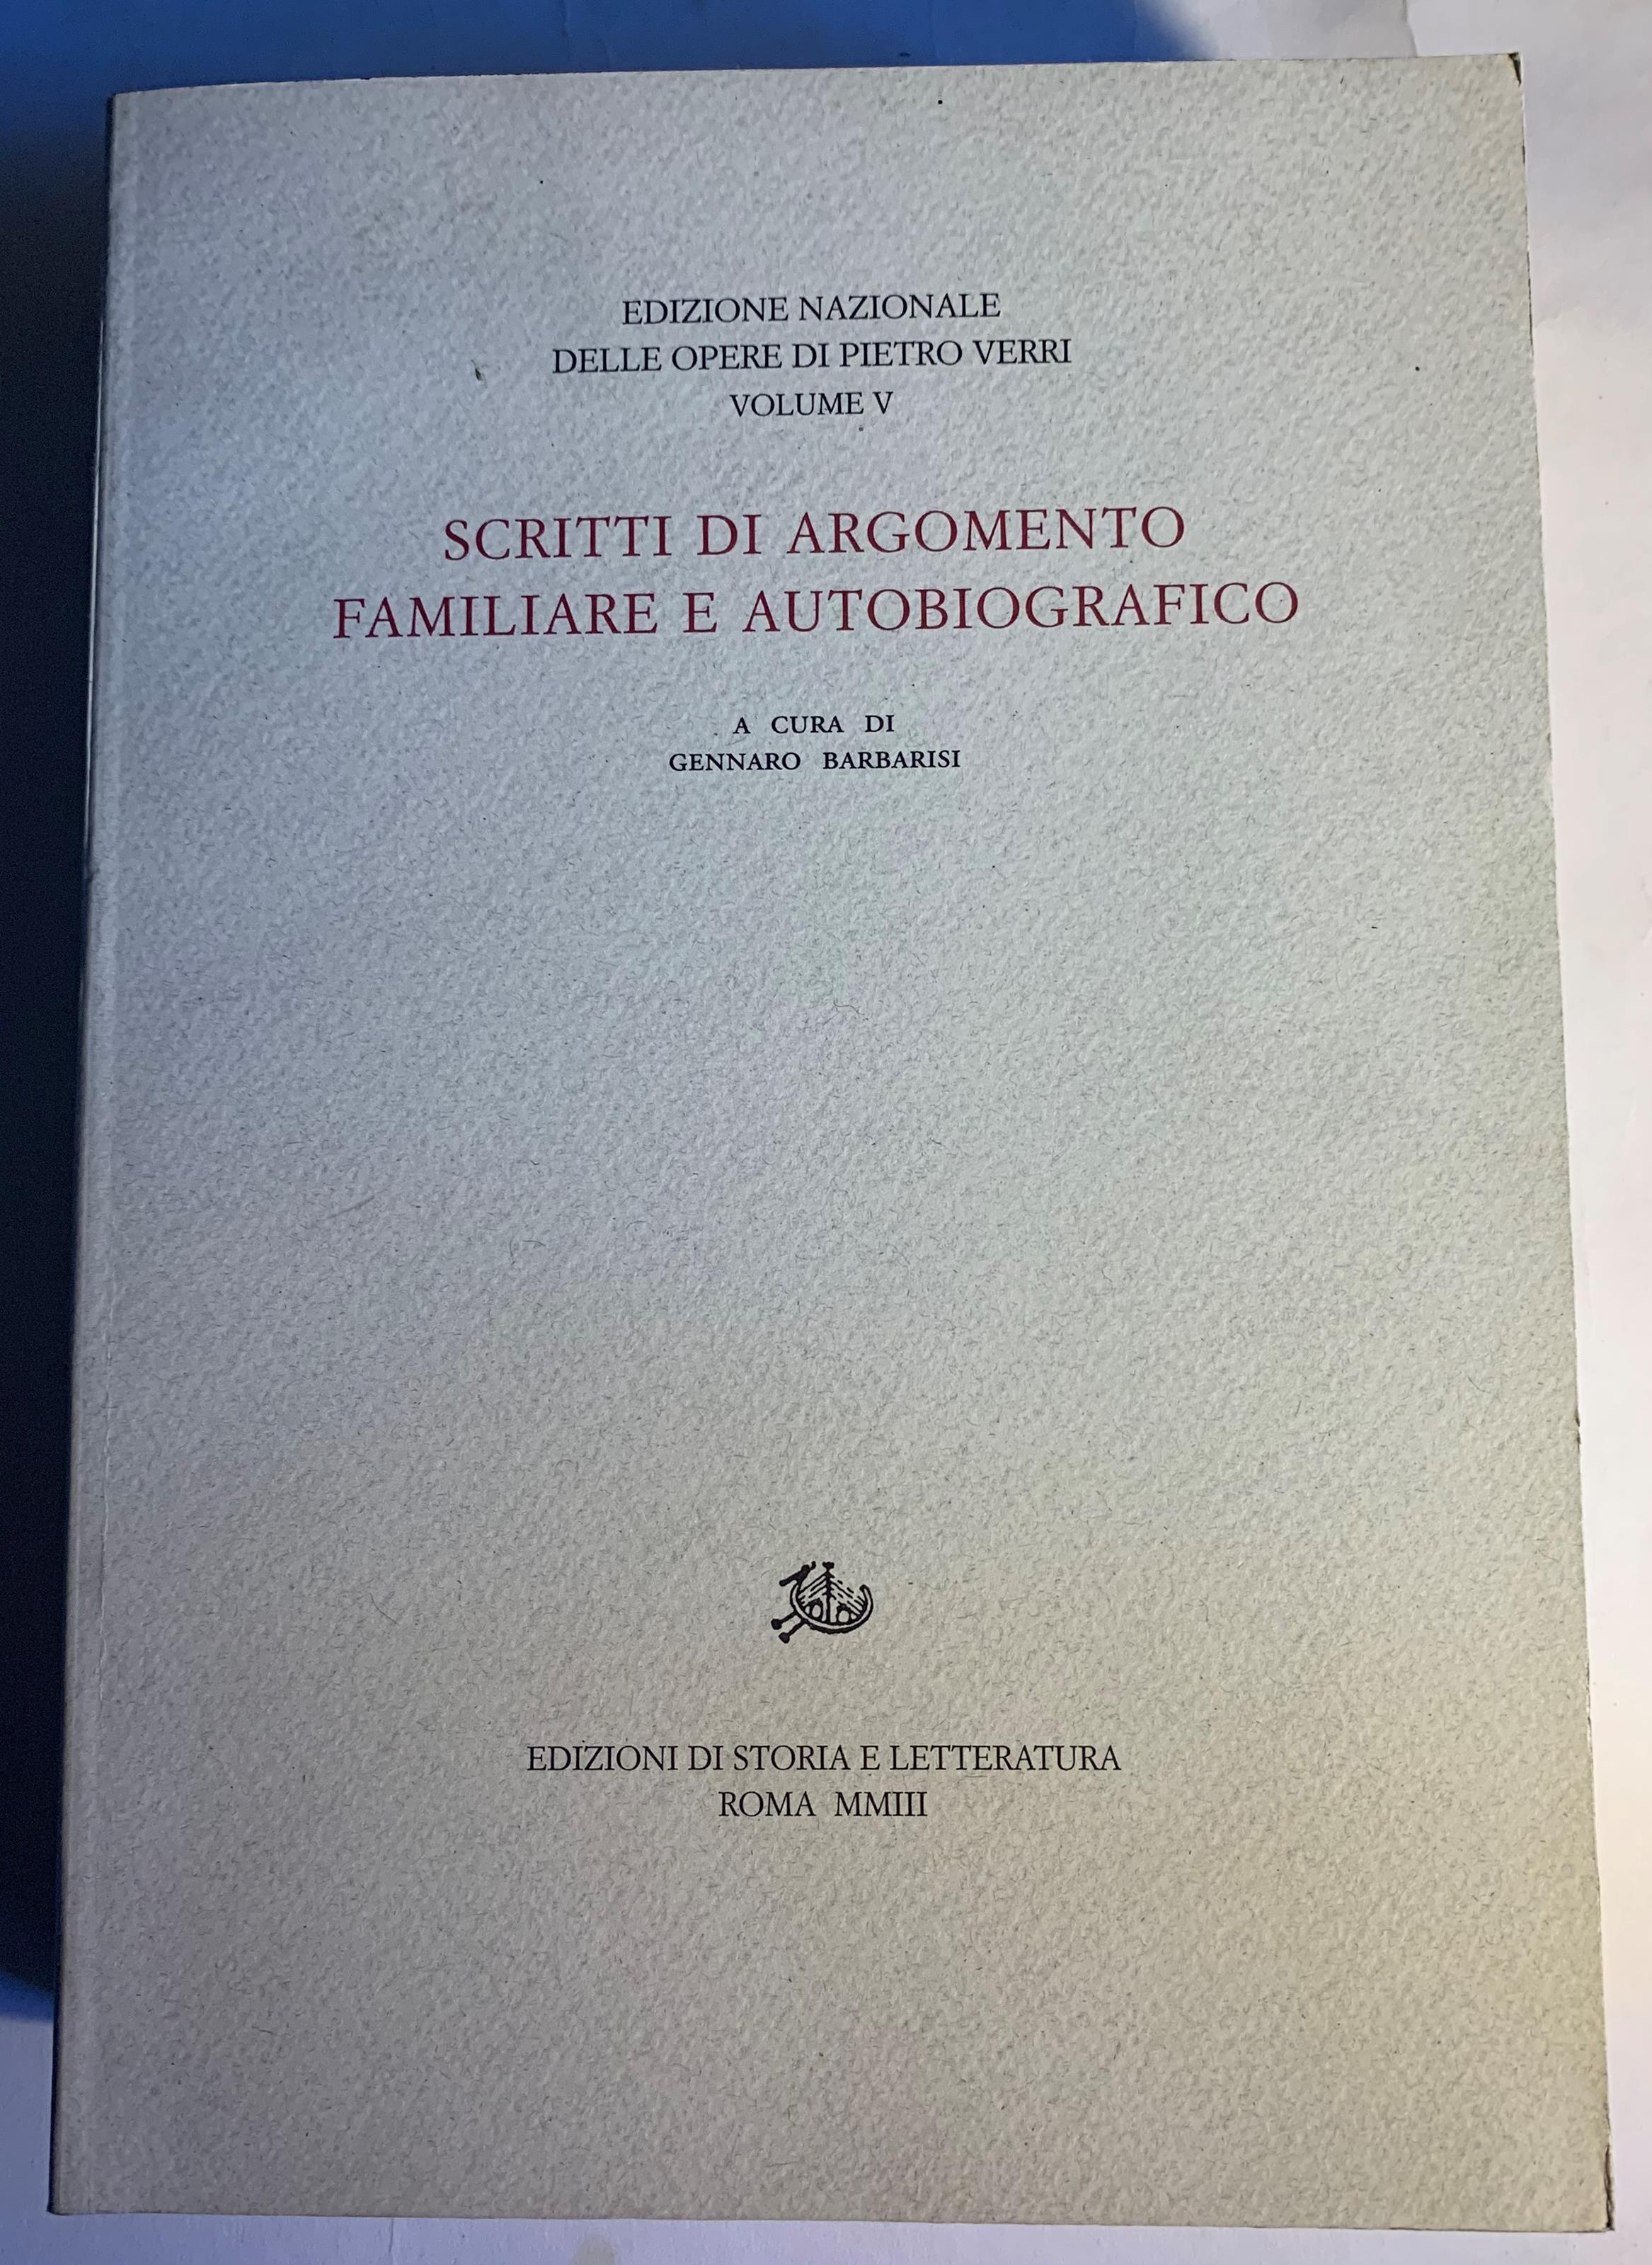 EDIZIONE NAZIONALE
DELLE OPERE DI PIETRO VERRI
VOLUME V
SCRITTI DI ARGOMENTO
FAMILIARE E AUTOBIOGRAFICO
A CURA DI
GENNARO BARBARISI
EDIZIONI DI STORIA E LETTERATURA
ROMA MMIII